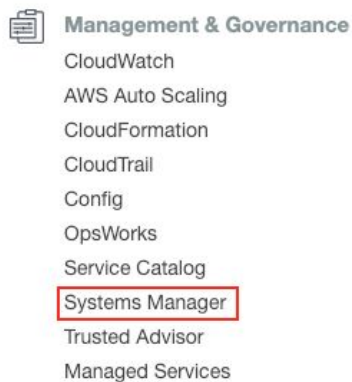 Management & Governance
CloudWatch
AWS Auto Scaling
CloudFormation
CloudTrail
Config
OpsWorks
Service Catalog
Systems Manager
Trusted Advisor
Managed Services